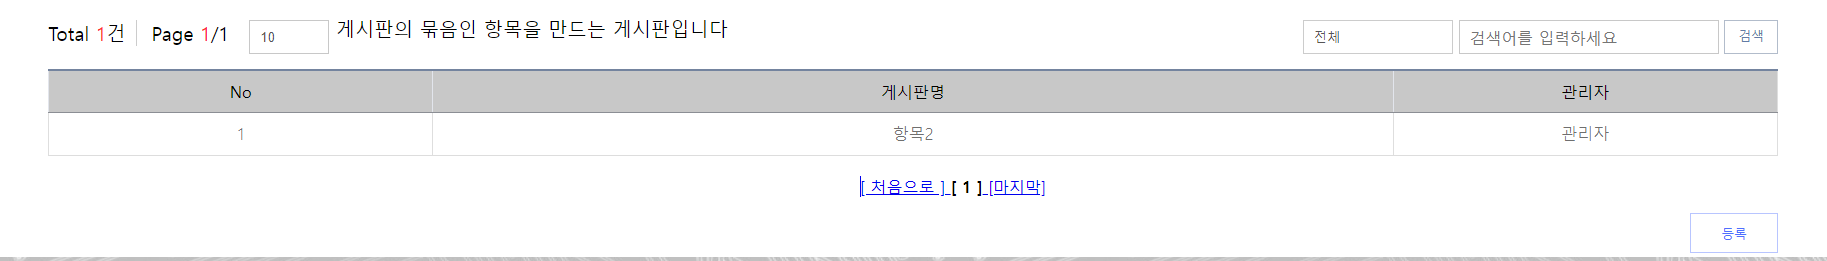 Total 1건 Page 1/1 10 게시판의 묶음인 항목을 만드는 게시판입니다 전체 검색어를 입력하세요 검색
No 게시판명 관리자
1 항목2 관리자
[ 처음으로 ] [ 1 ] [마지막]
등록